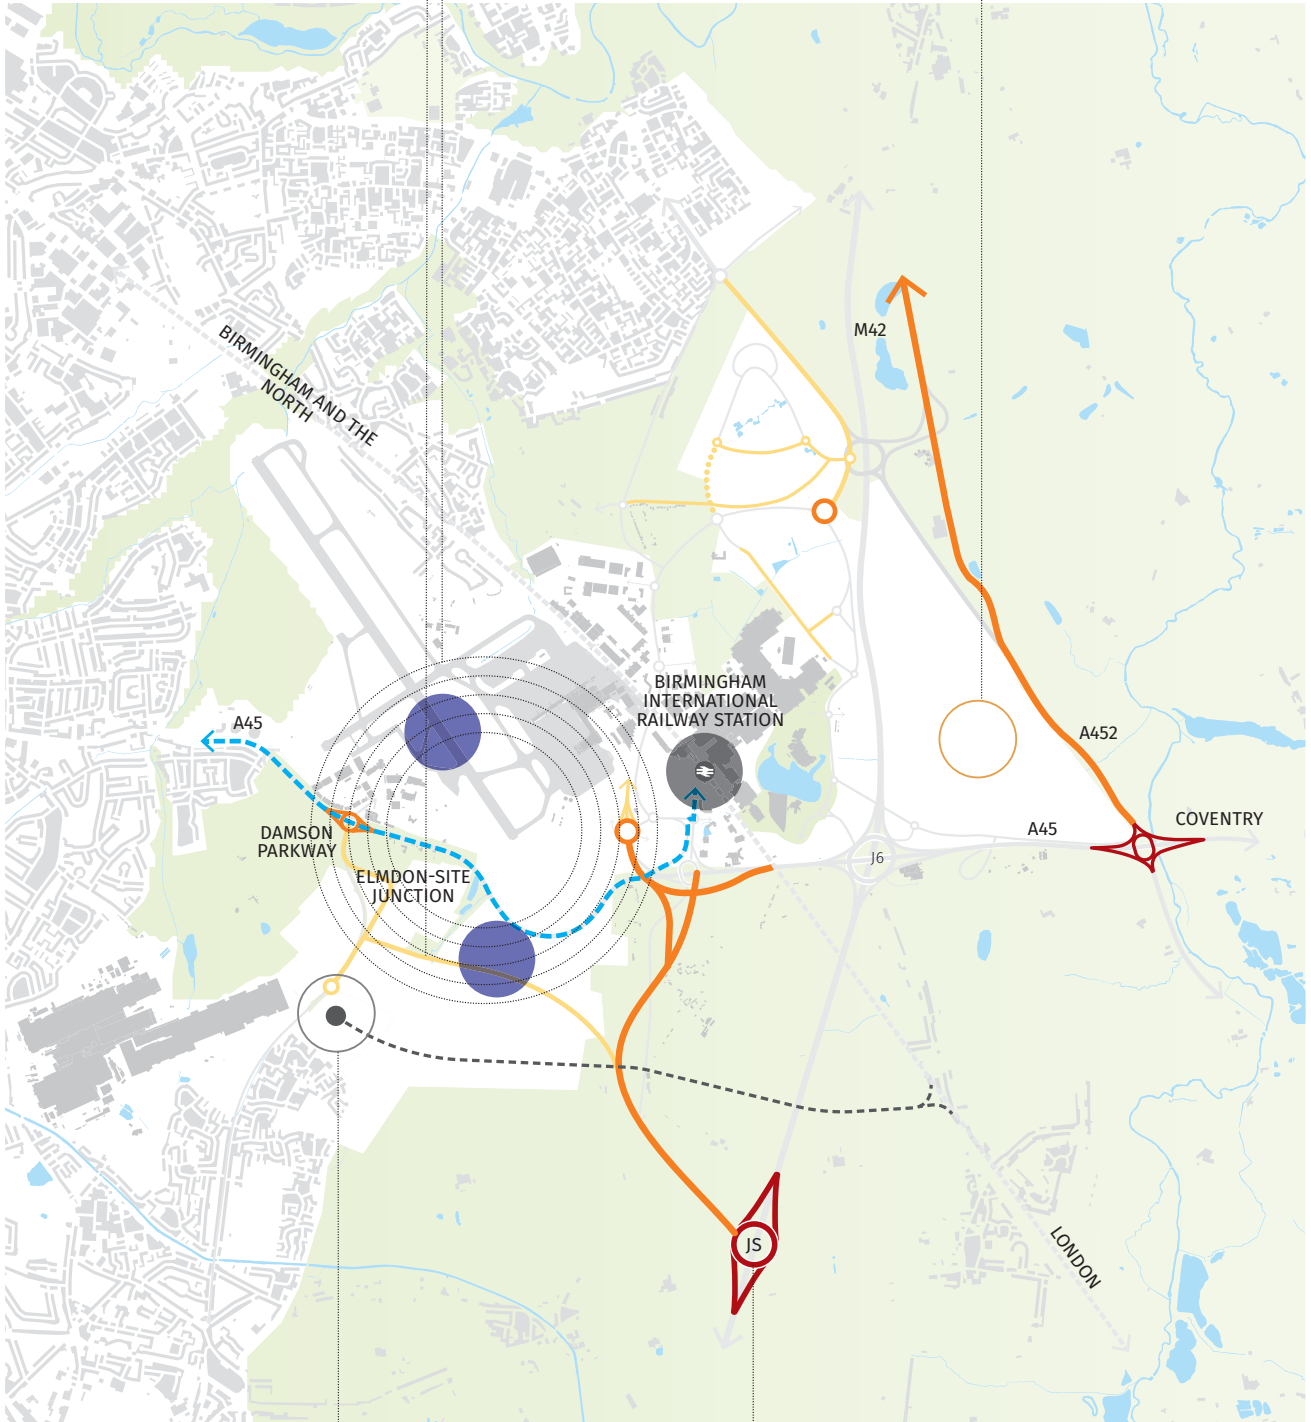 M42
BIRMINGHAM AND THE
NORTH
BIRMINGHAM
INTERNATIONAL
RAILWAY STATION
A45
A452
DAMSON
PARKWAY
A45
COVENTRY
J6
ELMDON-SITE
JUNCTION
JS
LONDON